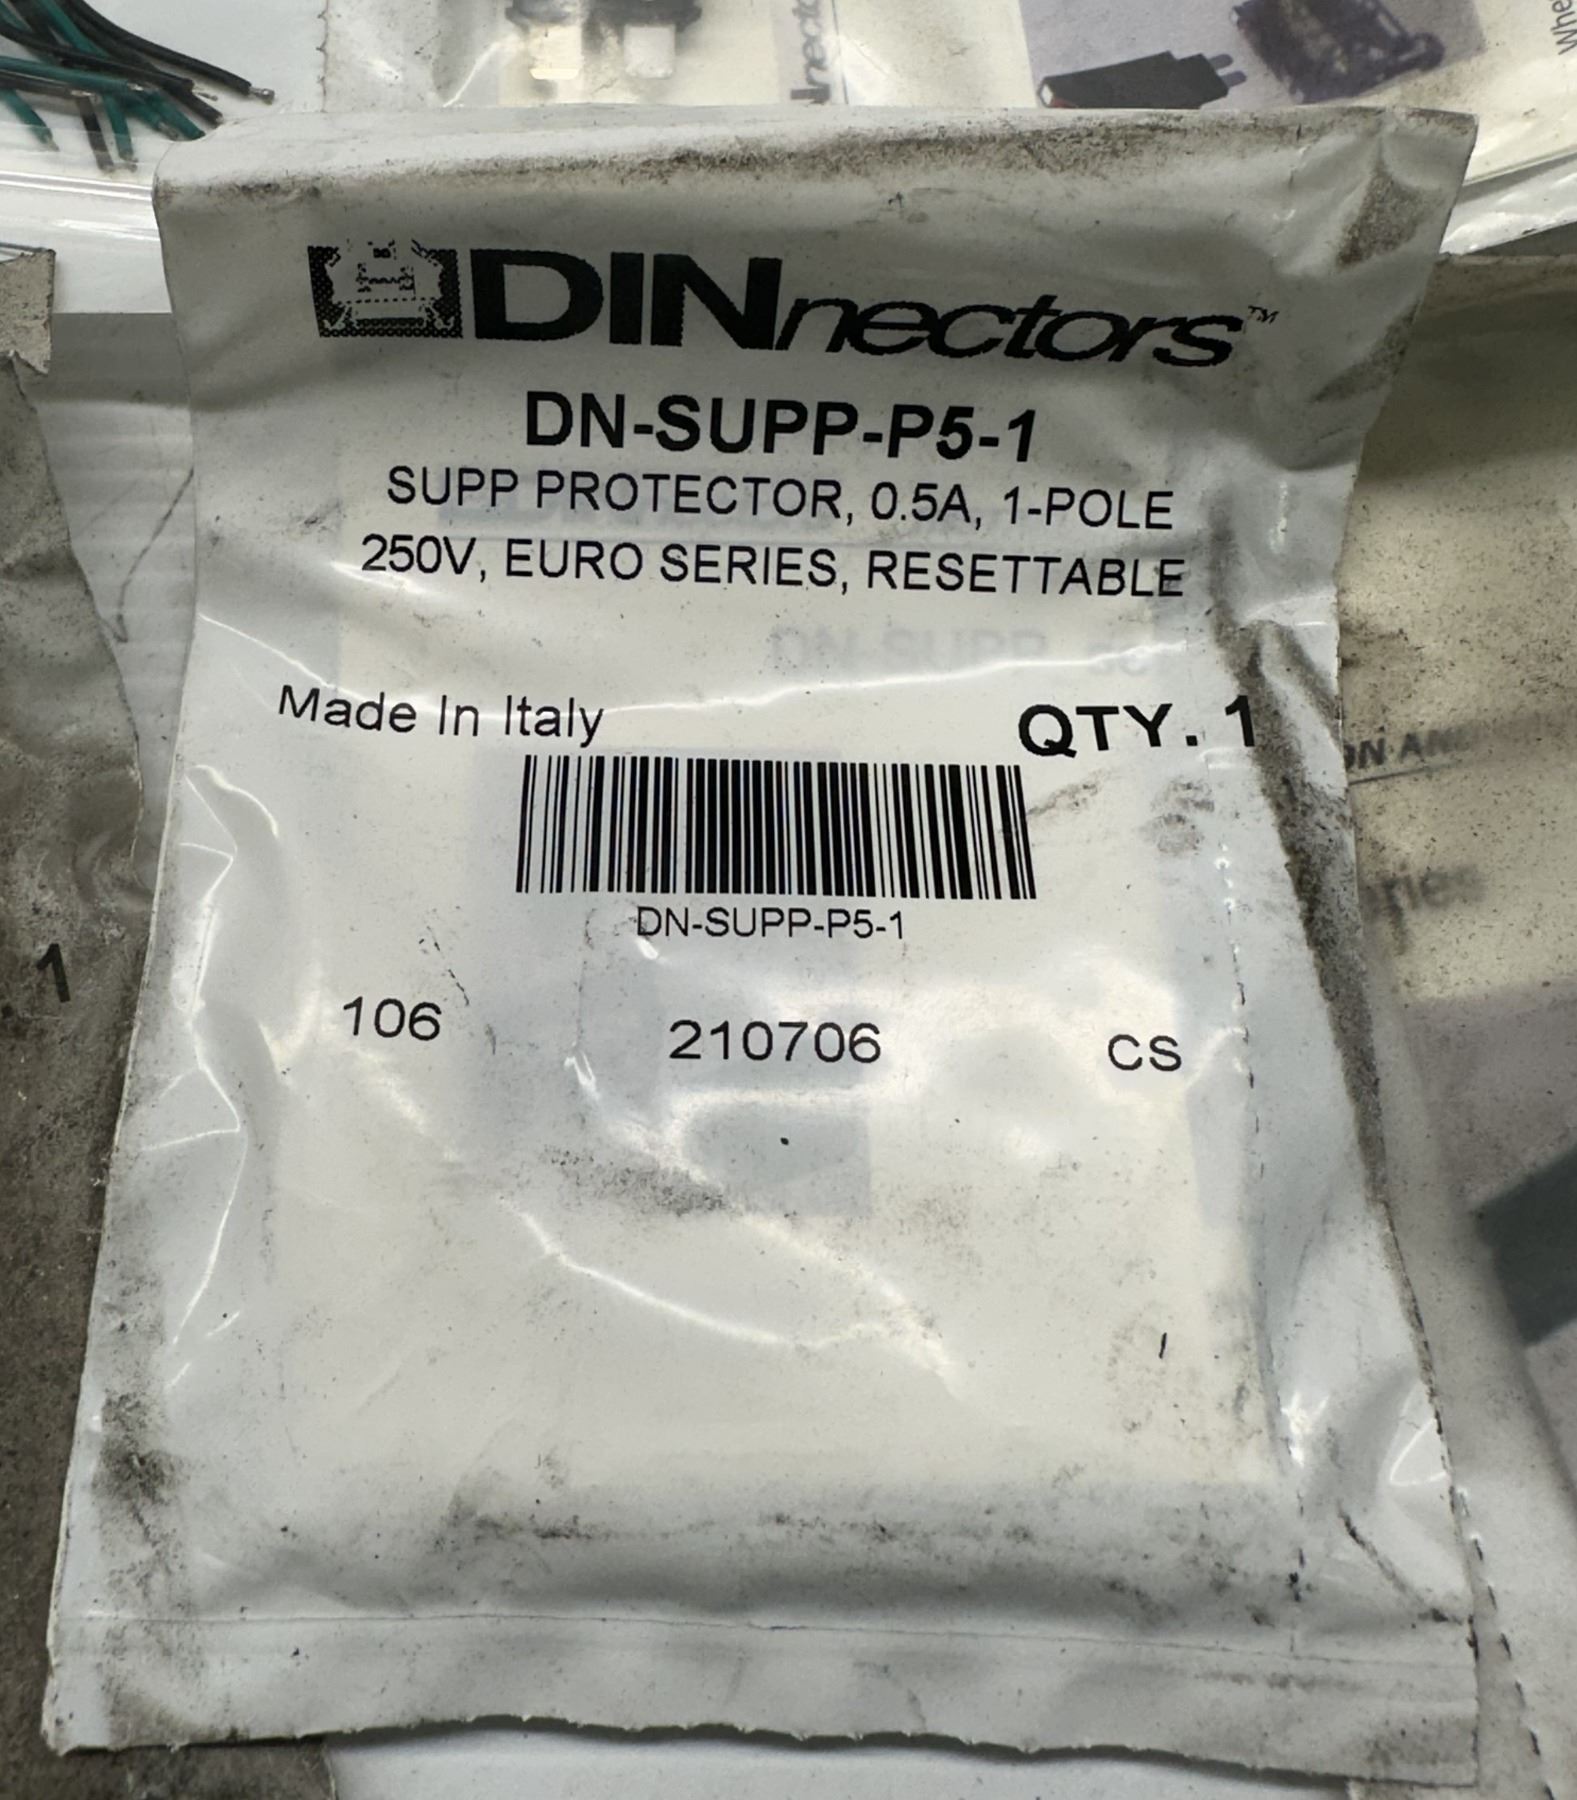 DINnectors™
DN-SUPP-P5-1
SUPP PROTECTOR, 0.5A, 1-POLE
250V, EURO SERIES, RESETTABLE
Made In Italy
QTY. 1
DN-SUPP-P5-1
106
210706
CS
1